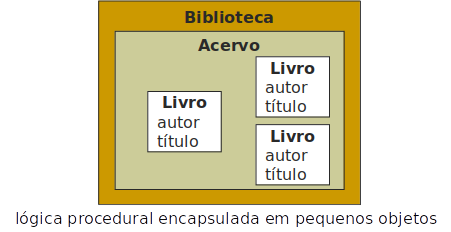 Biblioteca
Acervo
Livro
autor
título
Livro
autor
título
Livro
autor
título
lógica procedural encapsulada em pequenos objetos